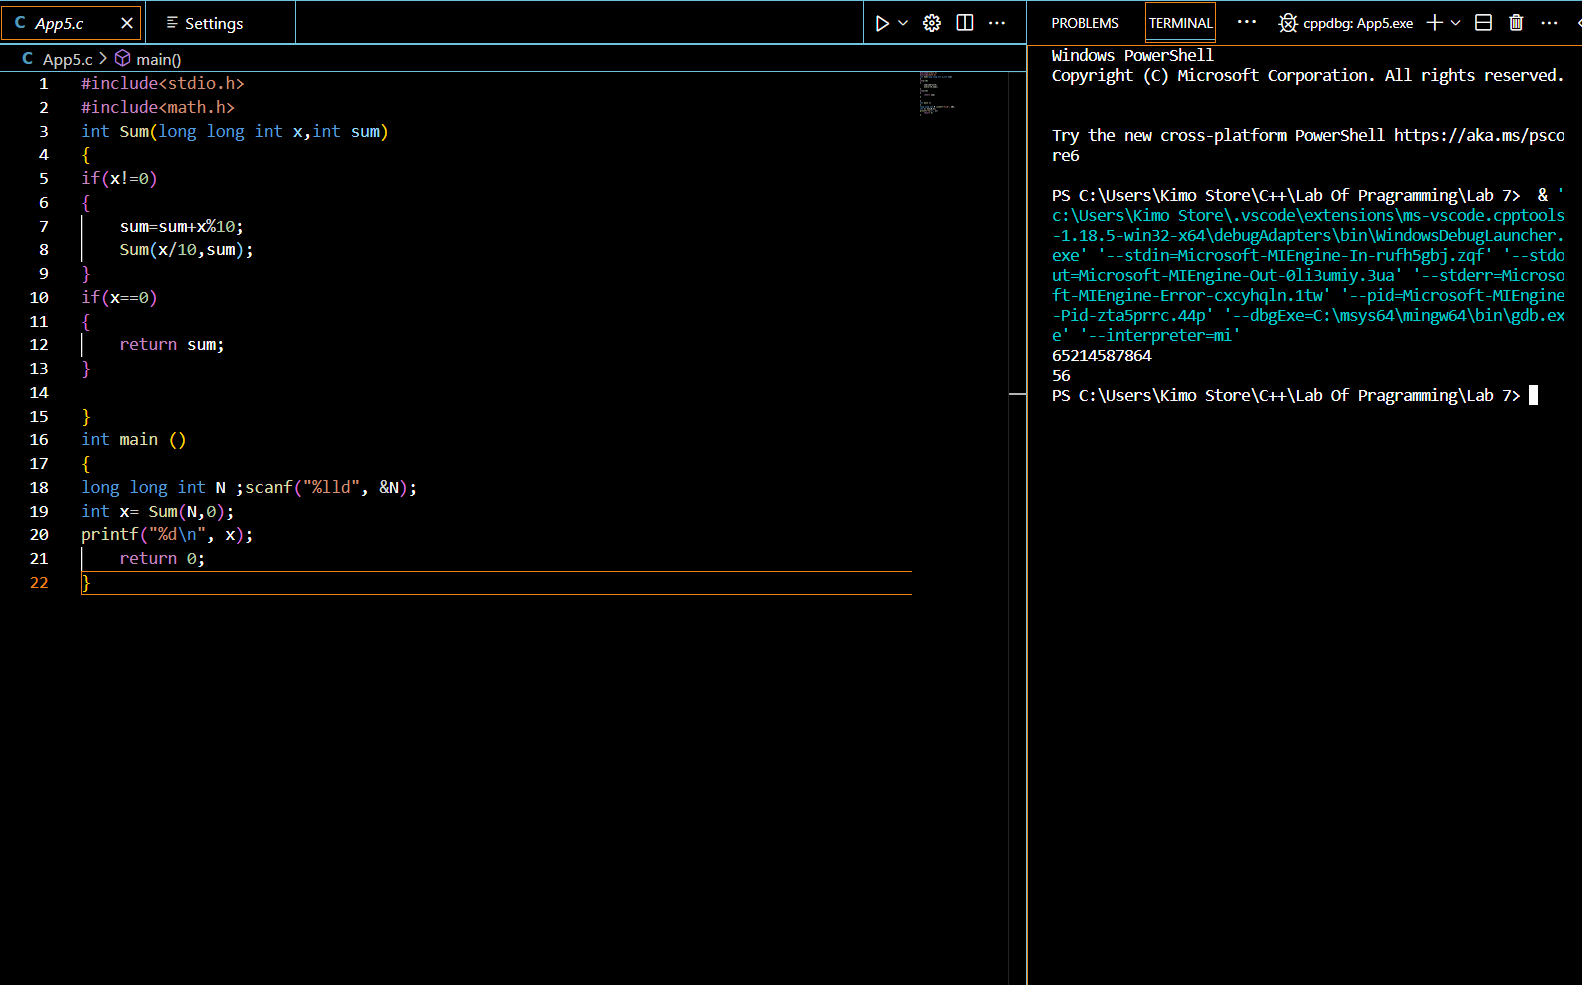 App5.c
Settings
App5.c > main()
1 #include<stdio.h>
2 #include<math.h>
3 int Sum(long long int x,int sum)
4 {
5 if(x!=0)
6 {
7     sum=sum+x%10;
8     Sum(x/10,sum);
9 }
10 if(x==0)
11 {
12     return sum;
13 }
14
15 }
16 int main ()
17 {
18 long long int N ;scanf("%lld", &N);
19 int x= Sum(N,0);
20 printf("%d\n", x);
21     return 0;
22 }
PROBLEMS TERMINAL ... cppdbg: App5.exe
Windows PowerShell
Copyright (C) Microsoft Corporation. All rights reserved.
Try the new cross-platform PowerShell https://aka.ms/psco
re6
PS C:\Users\Kimo Store\C++\Lab Of Pragramming\Lab 7>  & '
c:\Users\Kimo Store\.vscode\extensions\ms-vscode.cpptools
-1.18.5-win32-x64\debugAdapters\bin\WindowsDebugLauncher.
exe' '--stdin=Microsoft-MIEngine-In-rufh5gbj.zqf' '--stdo
ut=Microsoft-MIEngine-Out-0li3umiy.3ua' '--stderr=Microso
ft-MIEngine-Error-cxcyhqln.1tw' '--pid=Microsoft-MIEngine
-Pid-zta5prrc.44p' '--dbgExe=C:\msys64\mingw64\bin\gdb.ex
e' '--interpreter=mi'
65214587864
56
PS C:\Users\Kimo Store\C++\Lab Of Pragramming\Lab 7>